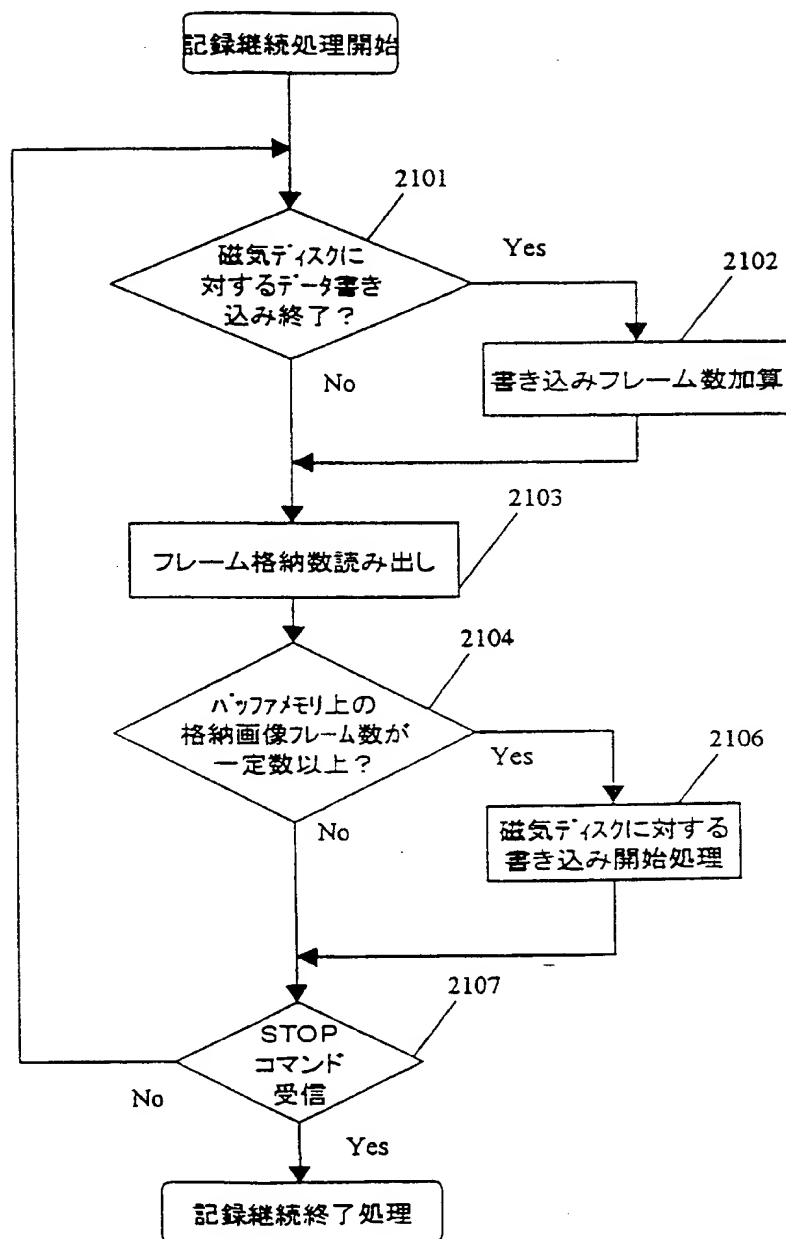 記録継続処理開始
2101
磁気ディスクに
対するデータ書き
込み終了?
Yes
2102
書き込みフレーム数加算
No
2103
フレーム格納数読み出し
2104
バッファメモリ上の
格納画像フレーム数が
一定数以上?
Yes
2106
磁気ディスクに対する
書き込み開始処理
No
2107
STOP
コマンド
受信
No
Yes
記録継続終了処理